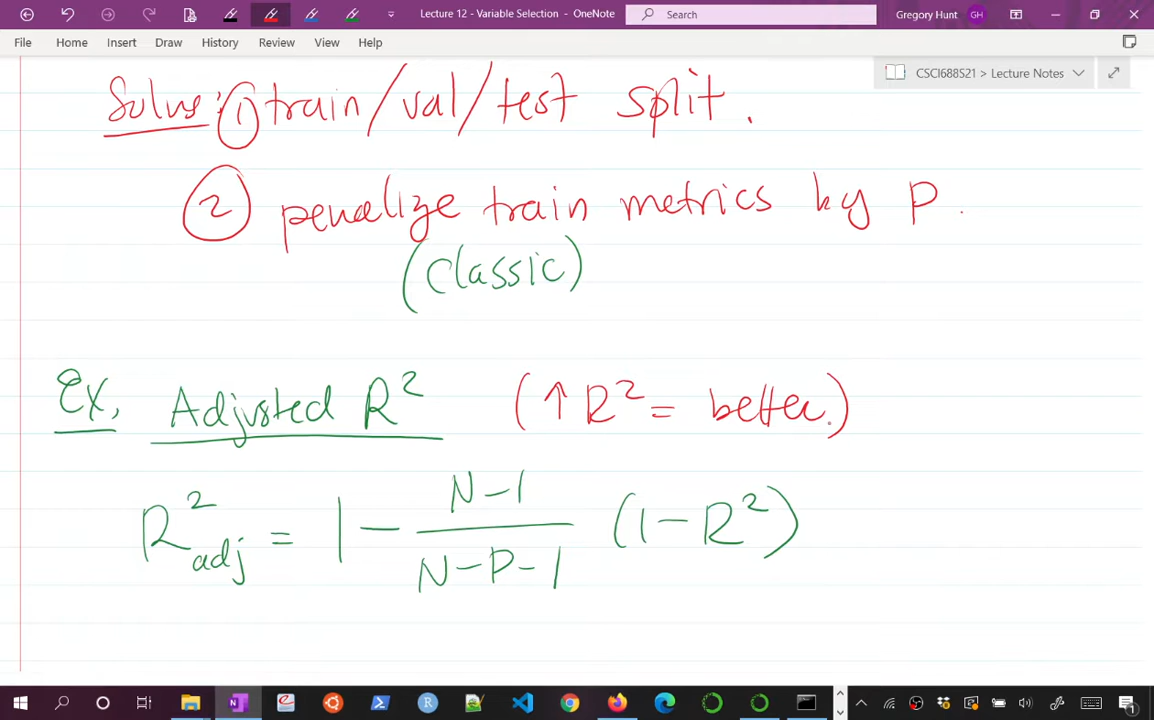 Lecture 12 - Variable Selection - OneNote
Search
Gregory Hunt
GH
File Home Insert Draw History Review View Help
CSCI688S21 > Lecture Notes
Solve: ① train/val/test split.
② penalize train metrics by P.
(Classic)
Ex. Adjusted R² (↑ R² = better.)
R²adj = 1 - N-1 / N-P-1 (1-R²)